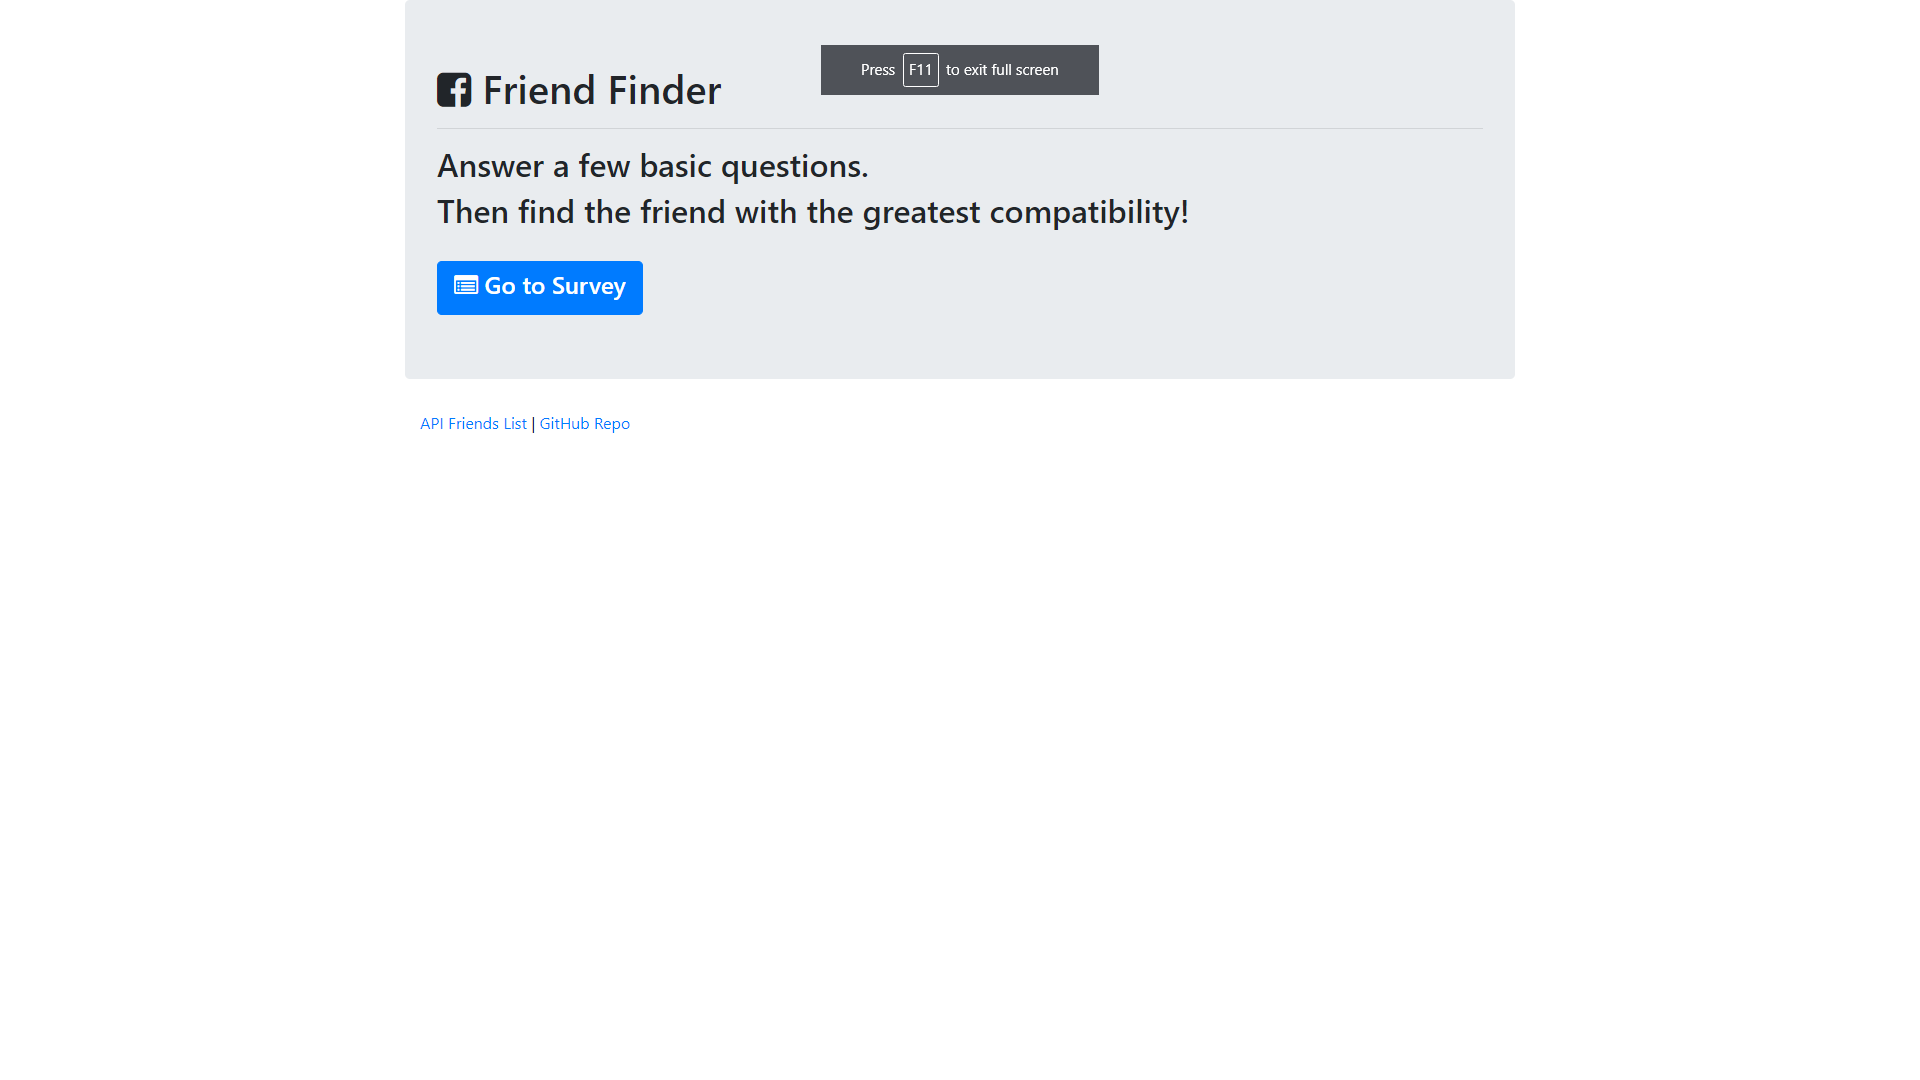 Press F11 to exit full screen
Friend Finder
Answer a few basic questions.
Then find the friend with the greatest compatibility!
Go to Survey
API Friends List | GitHub Repo